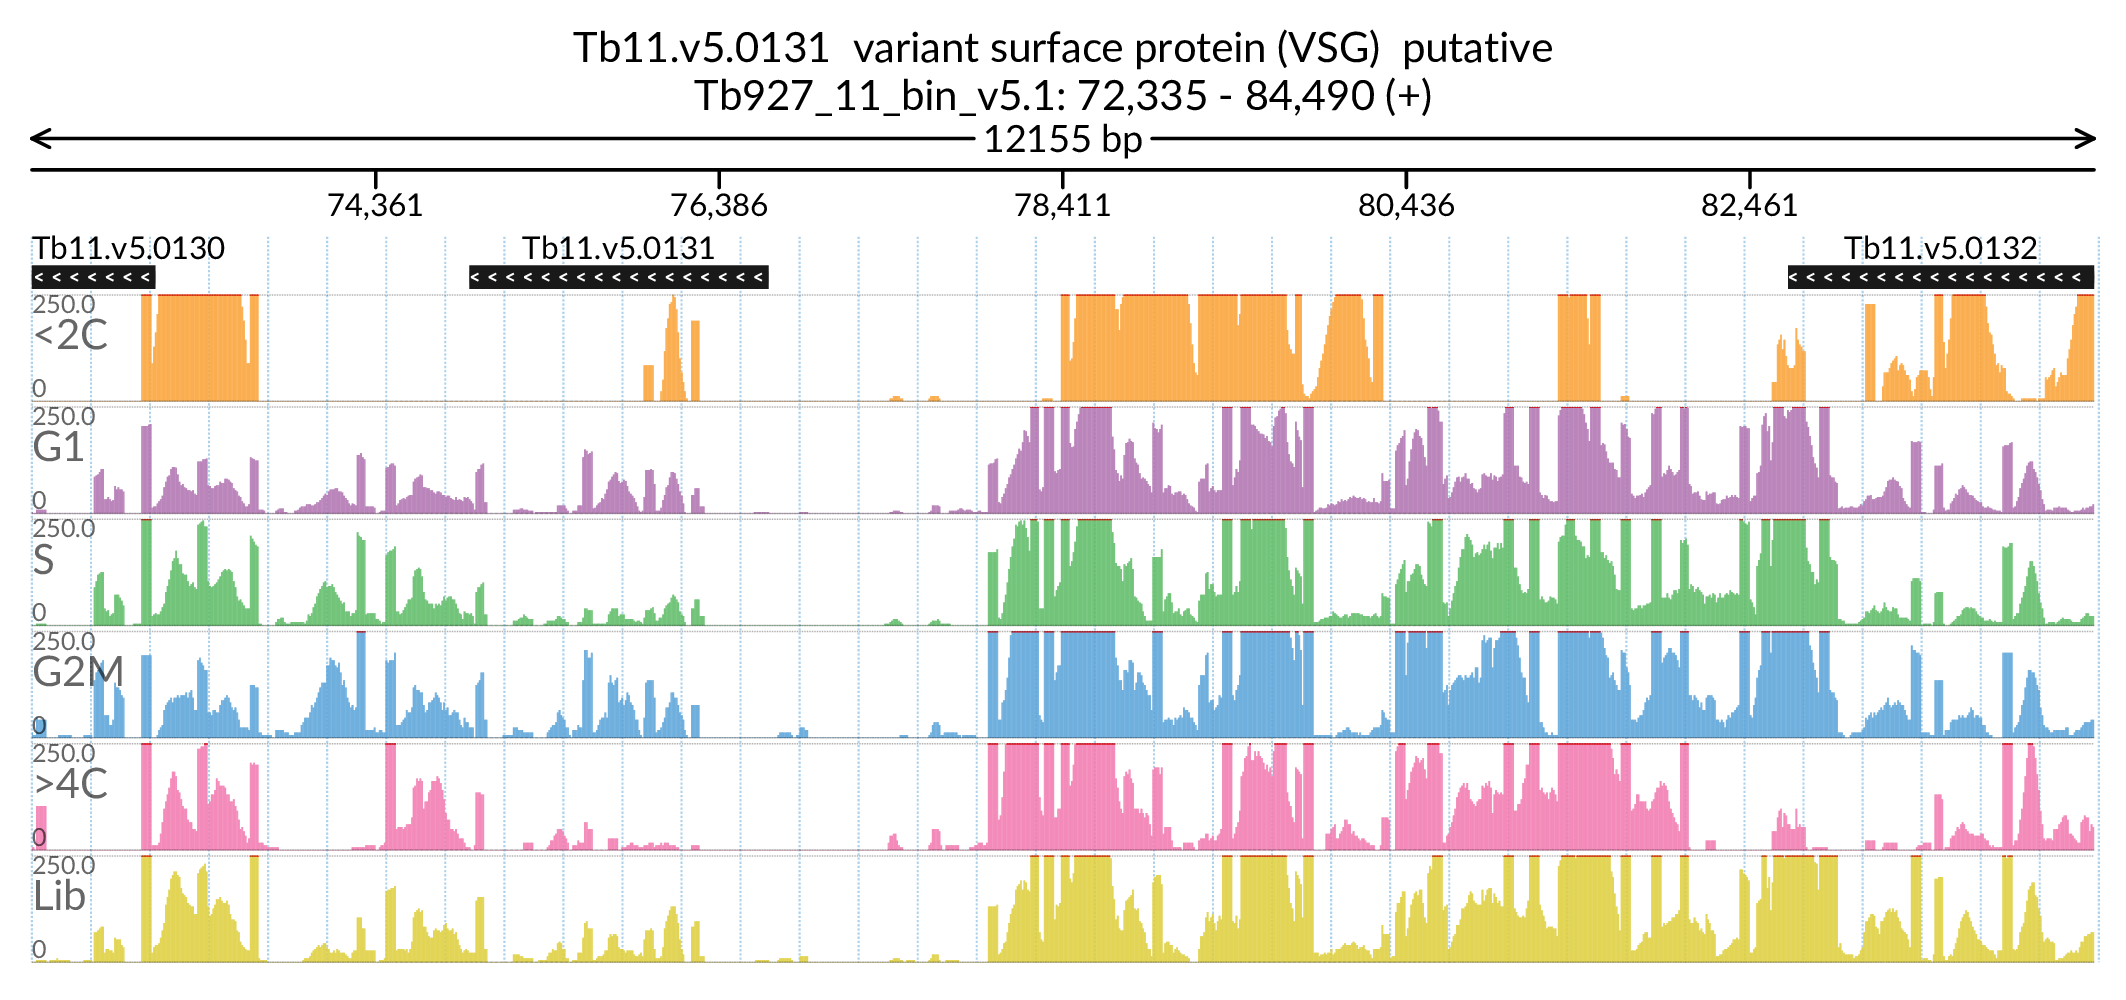 Tb11.v5.0131 variant surface protein (VSG) putative
Tb927_11_bin_v5.1: 72,335 - 84,490 (+)
12155 bp
74,361 76,386 78,411 80,436 82,461
Tb11.v5.0130 Tb11.v5.0131 Tb11.v5.0132
250.0
<2C
0
250.0
G1
0
250.0
S
0
250.0
G2M
0
250.0
>4C
0
250.0
Lib
0